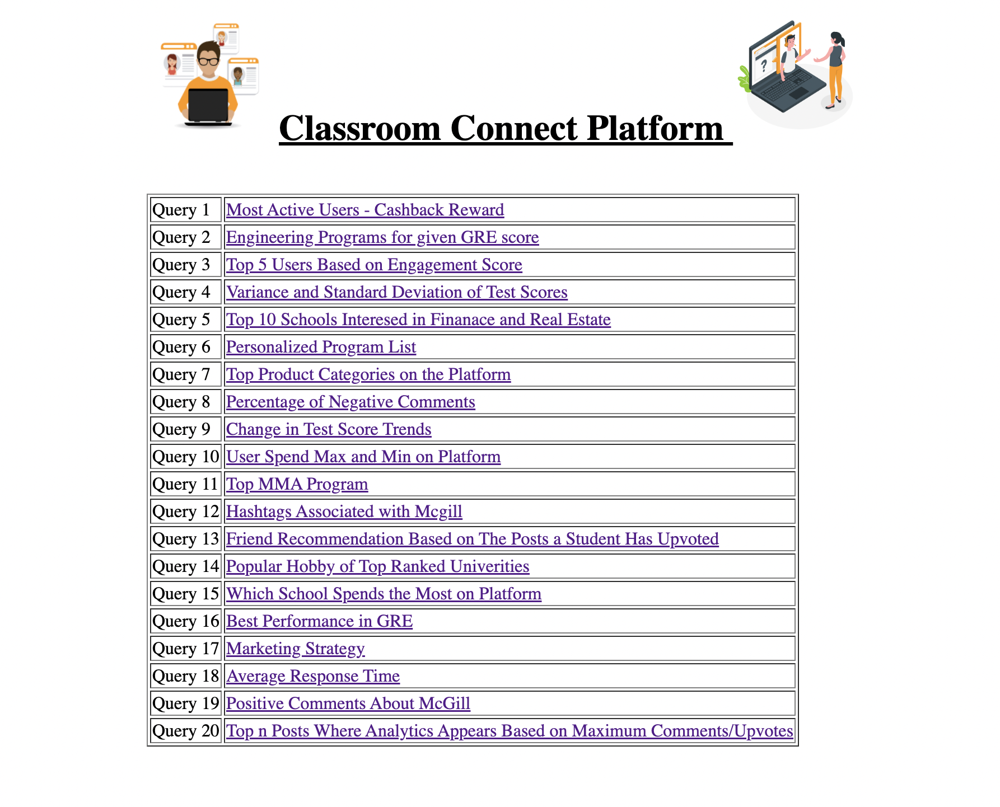 Classroom Connect Platform
Query 1 Most Active Users - Cashback Reward
Query 2 Engineering Programs for given GRE score
Query 3 Top 5 Users Based on Engagement Score
Query 4 Variance and Standard Deviation of Test Scores
Query 5 Top 10 Schools Interesed in Finanace and Real Estate
Query 6 Personalized Program List
Query 7 Top Product Categories on the Platform
Query 8 Percentage of Negative Comments
Query 9 Change in Test Score Trends
Query 10 User Spend Max and Min on Platform
Query 11 Top MMA Program
Query 12 Hashtags Associated with Mcgill
Query 13 Friend Recommendation Based on The Posts a Student Has Upvoted
Query 14 Popular Hobby of Top Ranked Univerities
Query 15 Which School Spends the Most on Platform
Query 16 Best Performance in GRE
Query 17 Marketing Strategy
Query 18 Average Response Time
Query 19 Positive Comments About McGill
Query 20 Top n Posts Where Analytics Appears Based on Maximum Comments/Upvotes